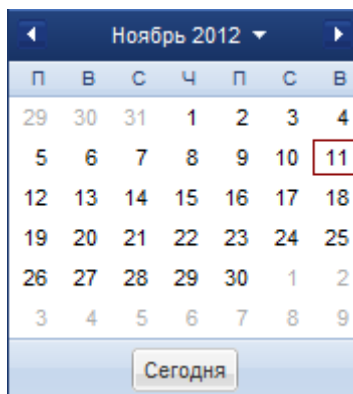 Ноябрь 2012
П В С Ч П С В
29 30 31 1 2 3 4
5 6 7 8 9 10 11
12 13 14 15 16 17 18
19 20 21 22 23 24 25
26 27 28 29 30 1 2
3 4 5 6 7 8 9
Сегодня